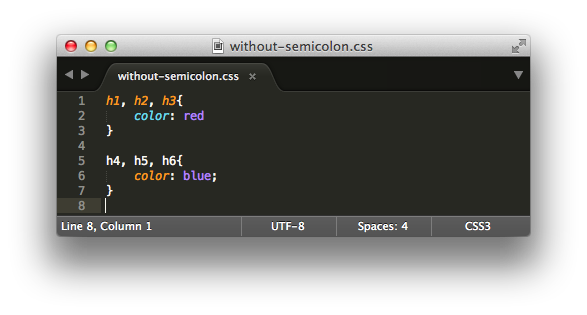 without-semicolon.css
without-semicolon.css ×
1 h1, h2, h3{
2     color: red
3 }
4
5 h4, h5, h6{
6     color: blue;
7 }
8
Line 8, Column 1 UTF-8 Spaces: 4 CSS3